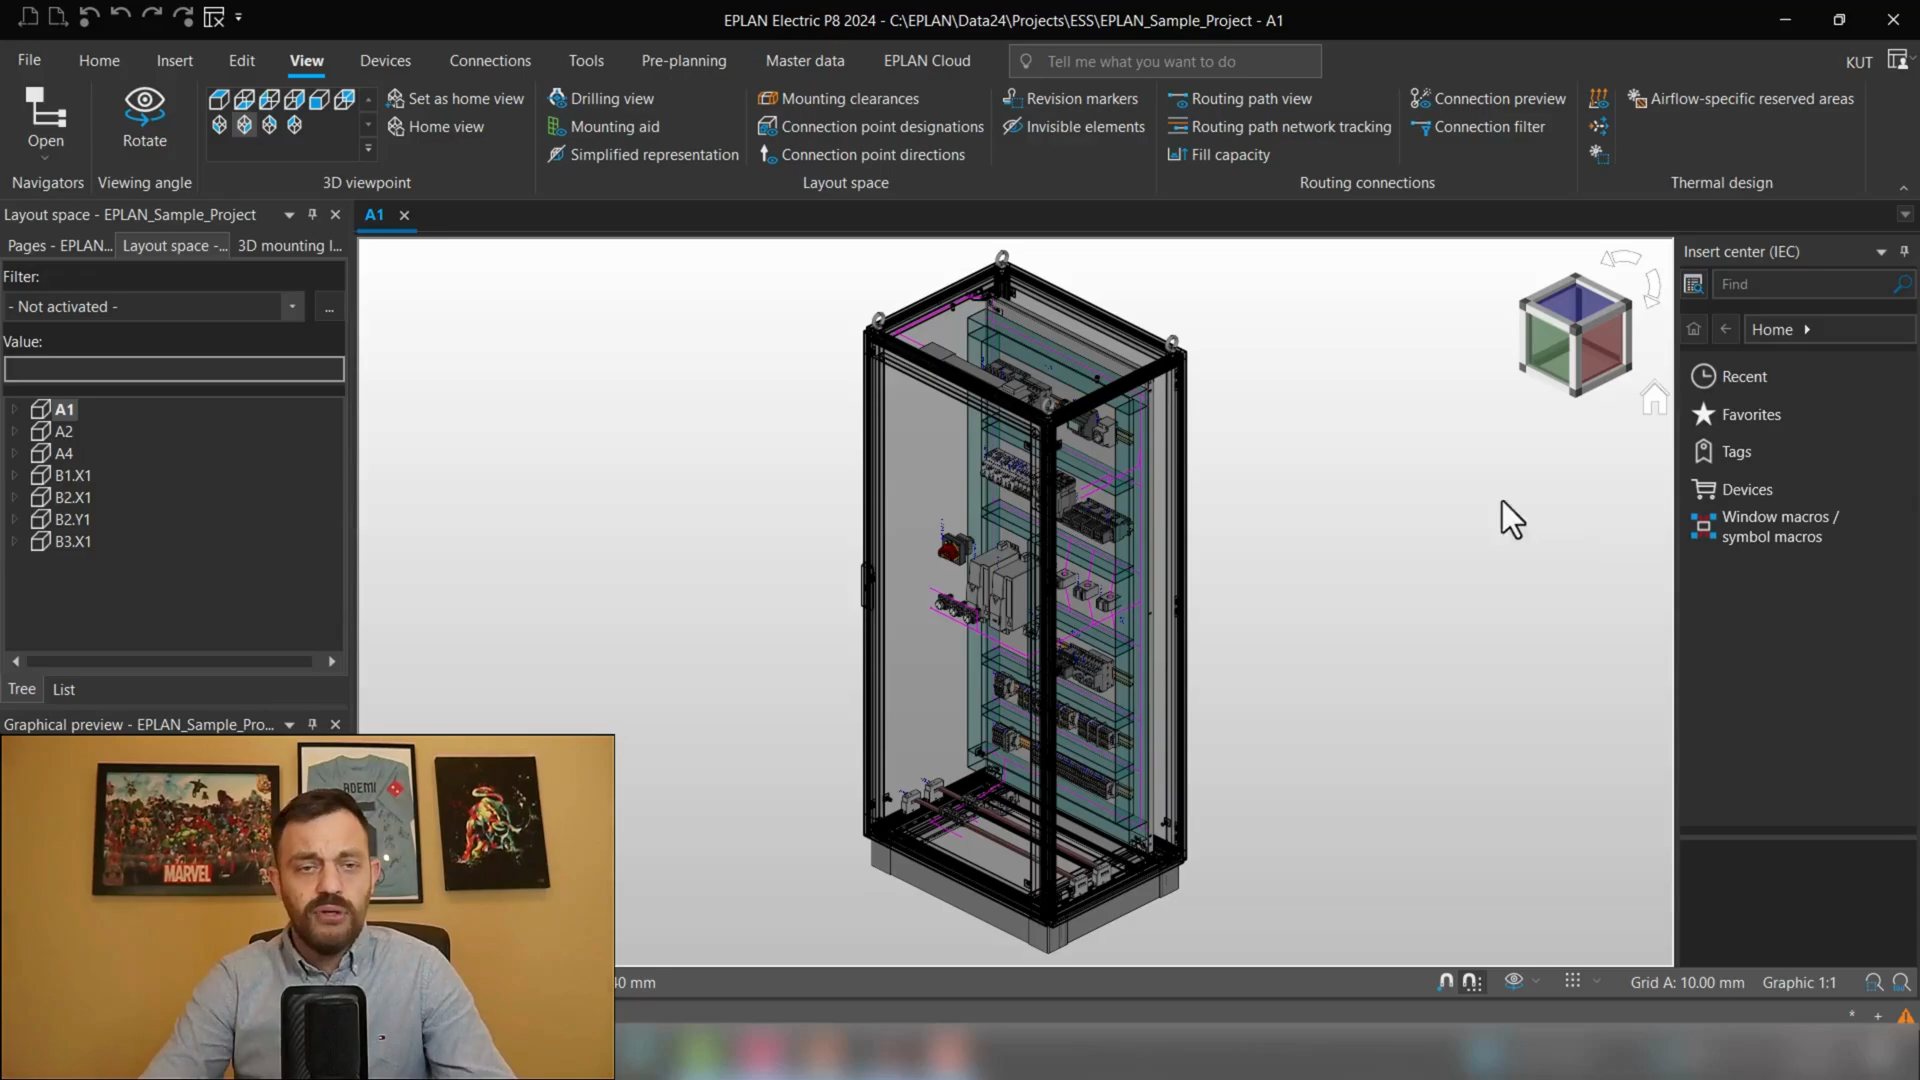 EPLAN Electric P8 2024 - C:\EPLAN\Data24\Projects\ESS\EPLAN_Sample_Project - A1
File Home Insert Edit View Devices Connections Tools Pre-planning Master data EPLAN Cloud Tell me what you want to do KUT
Open
Navigators
Rotate
Viewing angle
Set as home view
Home view
3D viewpoint
Drilling view
Mounting aid
Simplified representation
Mounting clearances
Connection point designations
Connection point directions
Revision markers
Invisible elements
Layout space
Routing path view
Routing path network tracking
Fill capacity
Connection preview
Connection filter
Routing connections
Airflow-specific reserved areas
Thermal design
Layout space - EPLAN_Sample_Project
Pages - EPLAN... Layout space -... 3D mounting l...
Filter:
- Not activated -
...
Value:
A1
A2
A4
B1.X1
B2.X1
B2.Y1
B3.X1
Tree List
Graphical preview - EPLAN_Sample_Pro...
A1
Insert center (IEC)
Find
Home
Recent
Favorites
Tags
Devices
Window macros /
symbol macros
MARVEL
ADEMI
40 mm
Grid A: 10.00 mm Graphic 1:1
* +